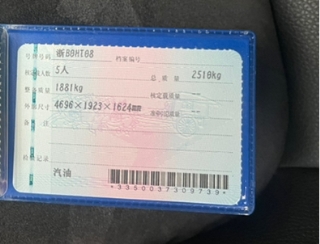 号牌号码 浙BDHT08 档案编号
核定载人数 5人 总质量 2510kg
整备质量 1881kg 核定载质量 --
外廓尺寸 4696×1923×1624mm 准牵引总质量 --
备注
检验记录
汽油
*3350037309739*